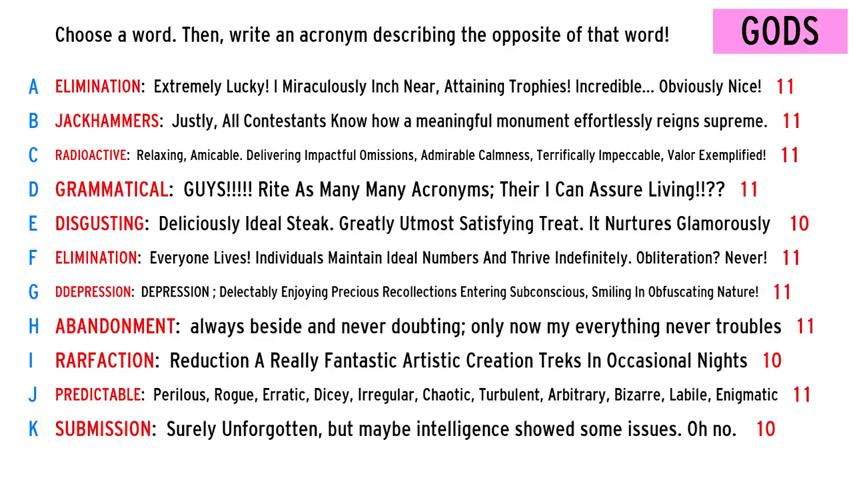 Choose a word. Then, write an acronym describing the opposite of that word!
GODS
A ELIMINATION: Extremely Lucky! I Miraculously Inch Near, Attaining Trophies! Incredible... Obviously Nice! 11
B JACKHAMMERS: Justly, All Contestants Know how a meaningful monument effortlessly reigns supreme. 11
C RADIOACTIVE: Relaxing, Amicable. Delivering Impactful Omissions, Admirable Calmness, Terrifically Impeccable, Valor Exemplified! 11
D GRAMMATICAL: GUYS!!!!! Rite As Many Many Acronyms; Their I Can Assure Living!!?? 11
E DISGUSTING: Deliciously Ideal Steak. Greatly Utmost Satisfying Treat. It Nurtures Glamorously 10
F ELIMINATION: Everyone Lives! Individuals Maintain Ideal Numbers And Thrive Indefinitely. Obliteration? Never! 11
G DDEPRESSION: DEPRESSION ; Delectably Enjoying Precious Recollections Entering Subconscious, Smiling In Obfuscating Nature! 11
H ABANDONMENT: always beside and never doubting; only now my everything never troubles 11
I RARFACTION: Reduction A Really Fantastic Artistic Creation Treks In Occasional Nights 10
J PREDICTABLE: Perilous, Rogue, Erratic, Dicey, Irregular, Chaotic, Turbulent, Arbitrary, Bizarre, Labile, Enigmatic 11
K SUBMISSION: Surely Unforgotten, but maybe intelligence showed some issues. Oh no. 10